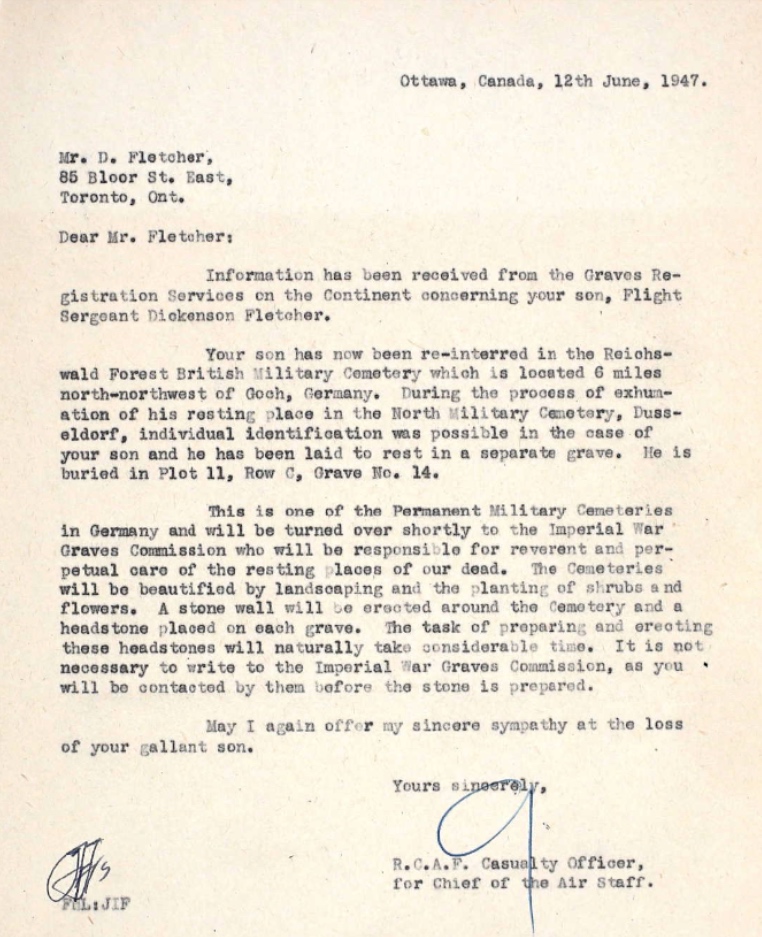 Ottawa, Canada, 12th June, 1947.
Mr. D. Fletcher,
85 Bloor St. East,
Toronto, Ont.
Dear Mr. Fletcher:
Information has been received from the Graves Re-
gistration Services on the Continent concerning your son, Flight
Sergeant Dickenson Fletcher.
Your son has now been re-interred in the Reichs-
wald Forest British Military Cemetery which is located 6 miles
north-northwest of Goch, Germany. During the process of exhum-
ation of his resting place in the North Military Cemetery, Duss-
eldorf, individual identification was possible in the case of
your son and he has been laid to rest in a separate grave. He is
buried in Plot 11, Row C, Grave No. 14.
This is one of the Permanent Military Cemeteries
in Germany and will be turned over shortly to the Imperial War
Graves Commission who will be responsible for reverent and per-
petual care of the resting places of our dead. The Cemeteries
will be beautified by landscaping and the planting of shrubs and
flowers. A stone wall will be erected around the Cemetery and a
headstone placed on each grave. The task of preparing and erecting
these headstones will naturally take considerable time. It is not
necessary to write to the Imperial War Graves Commission, as you
will be contacted by them before the stone is prepared.
May I again offer my sincere sympathy at the loss
of your gallant son.
Yours sincerely,
R.C.A.F. Casualty Officer,
for Chief of the Air Staff.